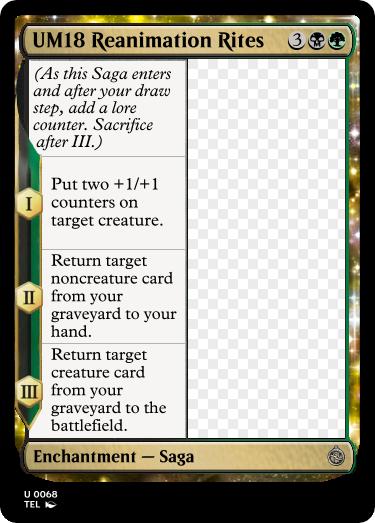 UM18 Reanimation Rites 3
(As this Saga enters
and after your draw
step, add a lore
counter. Sacrifice
after III.)
I
Put two +1/+1
counters on
target creature.
II
Return target
noncreature card
from your
graveyard to your
hand.
III
Return target
creature card
from your
graveyard to the
battlefield.
Enchantment — Saga
U 0068
TEL